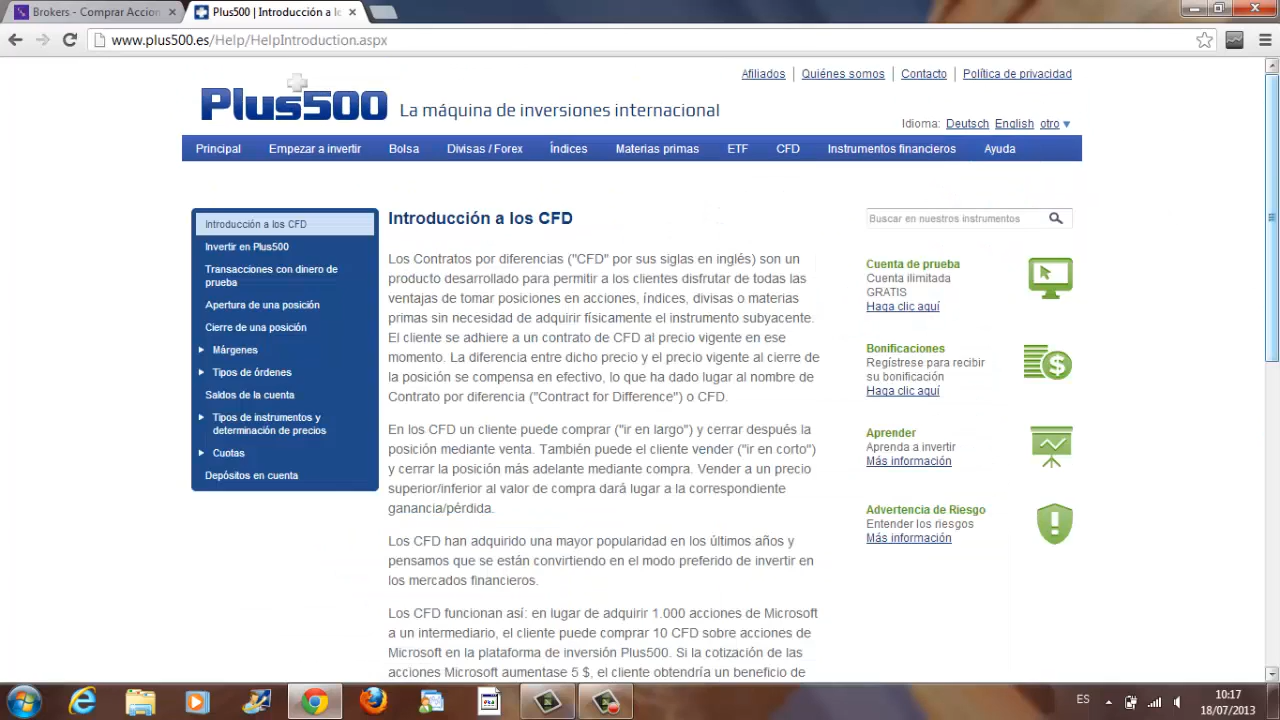 Brokers - Comprar Accion
Plus500 | Introducción a lo
www.plus500.es/Help/HelpIntroduction.aspx
Afiliados | Quiénes somos | Contacto | Política de privacidad
Plus500 La máquina de inversiones internacional
Idioma: Deutsch English otro
Principal Empezar a invertir Bolsa Divisas / Forex Índices Materias primas ETF CFD Instrumentos financieros Ayuda
Introducción a los CFD
Invertir en Plus500
Transacciones con dinero de
prueba
Apertura de una posición
Cierre de una posición
Márgenes
Tipos de órdenes
Saldos de la cuenta
Tipos de instrumentos y
determinación de precios
Cuotas
Depósitos en cuenta
Introducción a los CFD
Los Contratos por diferencias ("CFD" por sus siglas en inglés) son un
producto desarrollado para permitir a los clientes disfrutar de todas las
ventajas de tomar posiciones en acciones, índices, divisas o materias
primas sin necesidad de adquirir físicamente el instrumento subyacente.
El cliente se adhiere a un contrato de CFD al precio vigente en ese
momento. La diferencia entre dicho precio y el precio vigente al cierre de
la posición se compensa en efectivo, lo que ha dado lugar al nombre de
Contrato por diferencia ("Contract for Difference") o CFD.
En los CFD un cliente puede comprar ("ir en largo") y cerrar después la
posición mediante venta. También puede el cliente vender ("ir en corto")
y cerrar la posición más adelante mediante compra. Vender a un precio
superior/inferior al valor de compra dará lugar a la correspondiente
ganancia/pérdida.
Los CFD han adquirido una mayor popularidad en los últimos años y
pensamos que se están convirtiendo en el modo preferido de invertir en
los mercados financieros.
Los CFD funcionan así: en lugar de adquirir 1.000 acciones de Microsoft
a un intermediario, el cliente puede comprar 10 CFD sobre acciones de
Microsoft en la plataforma de inversión Plus500. Si la cotización de las
acciones Microsoft aumentase 5 $, el cliente obtendría un beneficio de
Buscar en nuestros instrumentos
Cuenta de prueba
Cuenta ilimitada
GRATIS
Haga clic aquí
Bonificaciones
Regístrese para recibir
su bonificación
Haga clic aquí
Aprender
Aprenda a invertir
Más información
Advertencia de Riesgo
Entender los riesgos
Más información
ES
10:17
18/07/2013